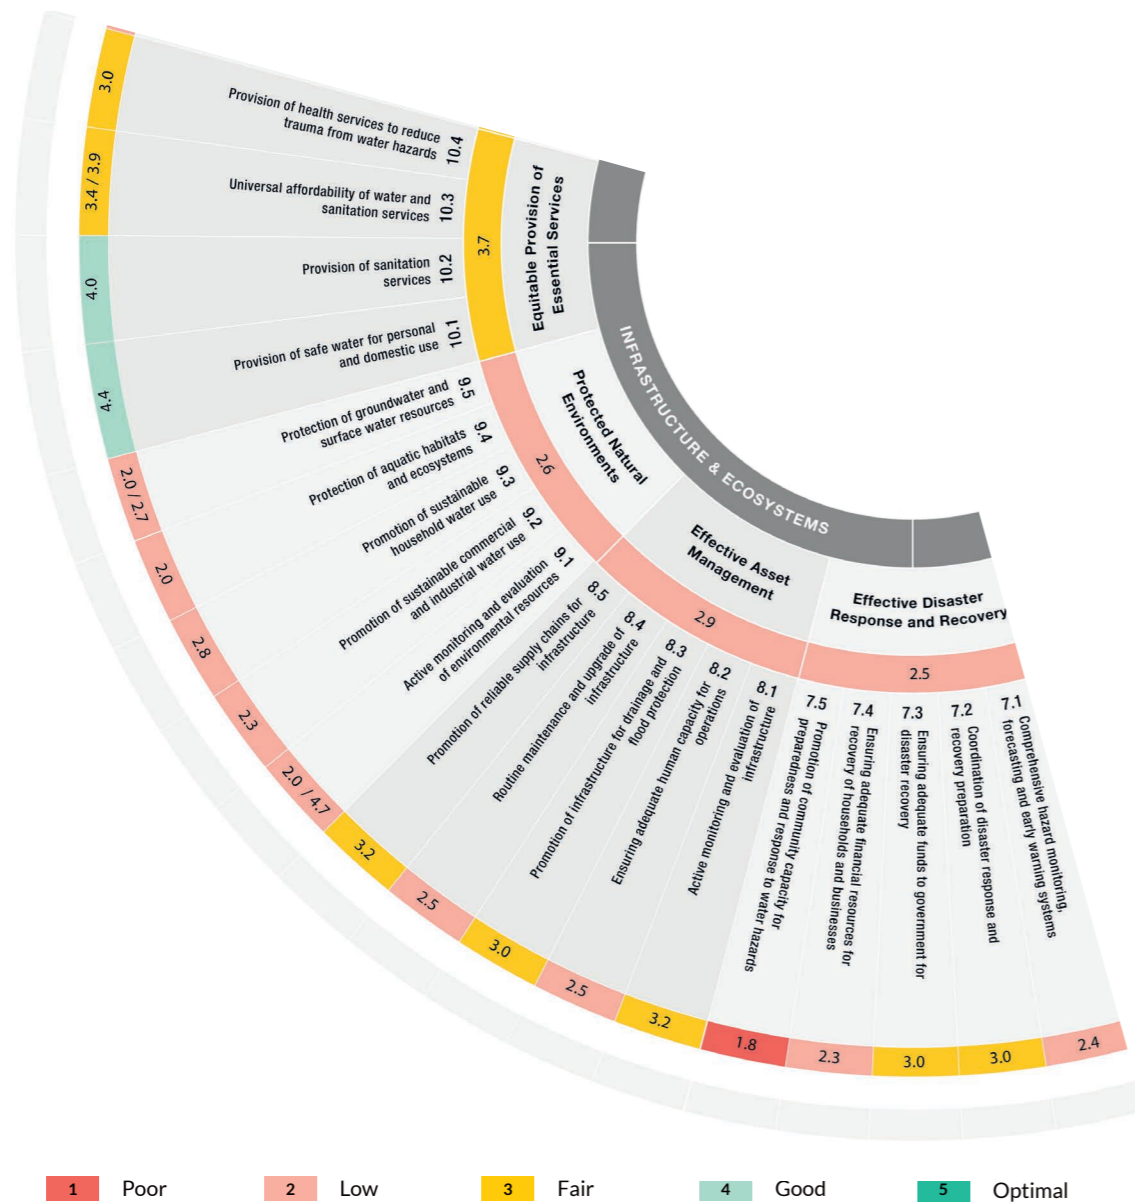 3.0
Provision of health services to reduce
trauma from water hazards
10.4
3.4 / 3.9
Universal affordability of water and
sanitation services
10.3
4.0
Provision of sanitation
services
10.2
4.4
Provision of safe water for personal
and domestic use
10.1
3.7
Equitable Provision of
Essential Services
2.0 / 2.7
Protection of groundwater and
surface water resources
9.5
2.0
Protection of aquatic habitats
and ecosystems
9.4
2.8
Promotion of sustainable
household water use
9.3
2.3
Promotion of sustainable commercial
and industrial water use
9.2
2.0 / 4.7
Active monitoring and evaluation
of environmental resources
9.1
2.6
Protected Natural
Environments
INFRASTRUCTURE & ECOSYSTEMS
3.2
Promotion of reliable supply chains for
infrastructure
8.5
2.5
Routine maintenance and upgrade of
infrastructure
8.4
3.0
Promotion of infrastructure for drainage and
flood protection
8.3
2.5
Ensuring adequate human capacity for
operations
8.2
3.2
Active monitoring and evaluation of
infrastructure
8.1
2.9
Effective Asset
Management
Effective Disaster
Response and Recovery
2.5
7.5
Promotion of community capacity for
preparedness and response to water hazards
1.8
7.4
Ensuring adequate financial resources for
recovery of households and businesses
2.3
7.3
Ensuring adequate funds to government for
disaster recovery
3.0
7.2
Coordination of disaster response and
recovery preparation
3.0
7.1
Comprehensive hazard monitoring,
forecasting and early warning systems
2.4
1 Poor
2 Low
3 Fair
4 Good
5 Optimal